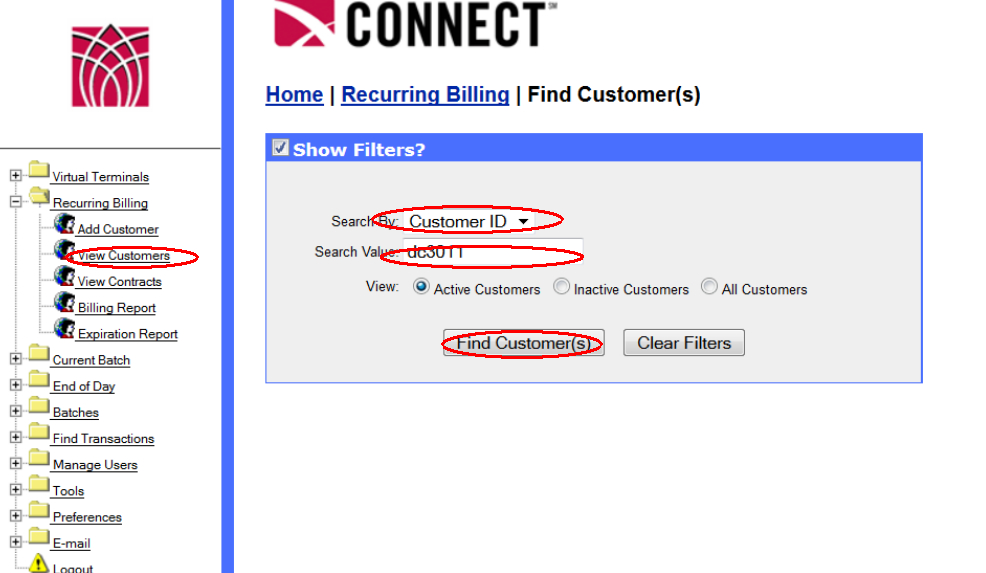 CONNECT℠
Home | Recurring Billing | Find Customer(s)
Show Filters?
Search By: Customer ID
Search Value: dc3011
View: Active Customers Inactive Customers All Customers
Find Customer(s) Clear Filters
Virtual Terminals
Recurring Billing
Add Customer
View Customers
View Contracts
Billing Report
Expiration Report
Current Batch
End of Day
Batches
Find Transactions
Manage Users
Tools
Preferences
E-mail
Logout